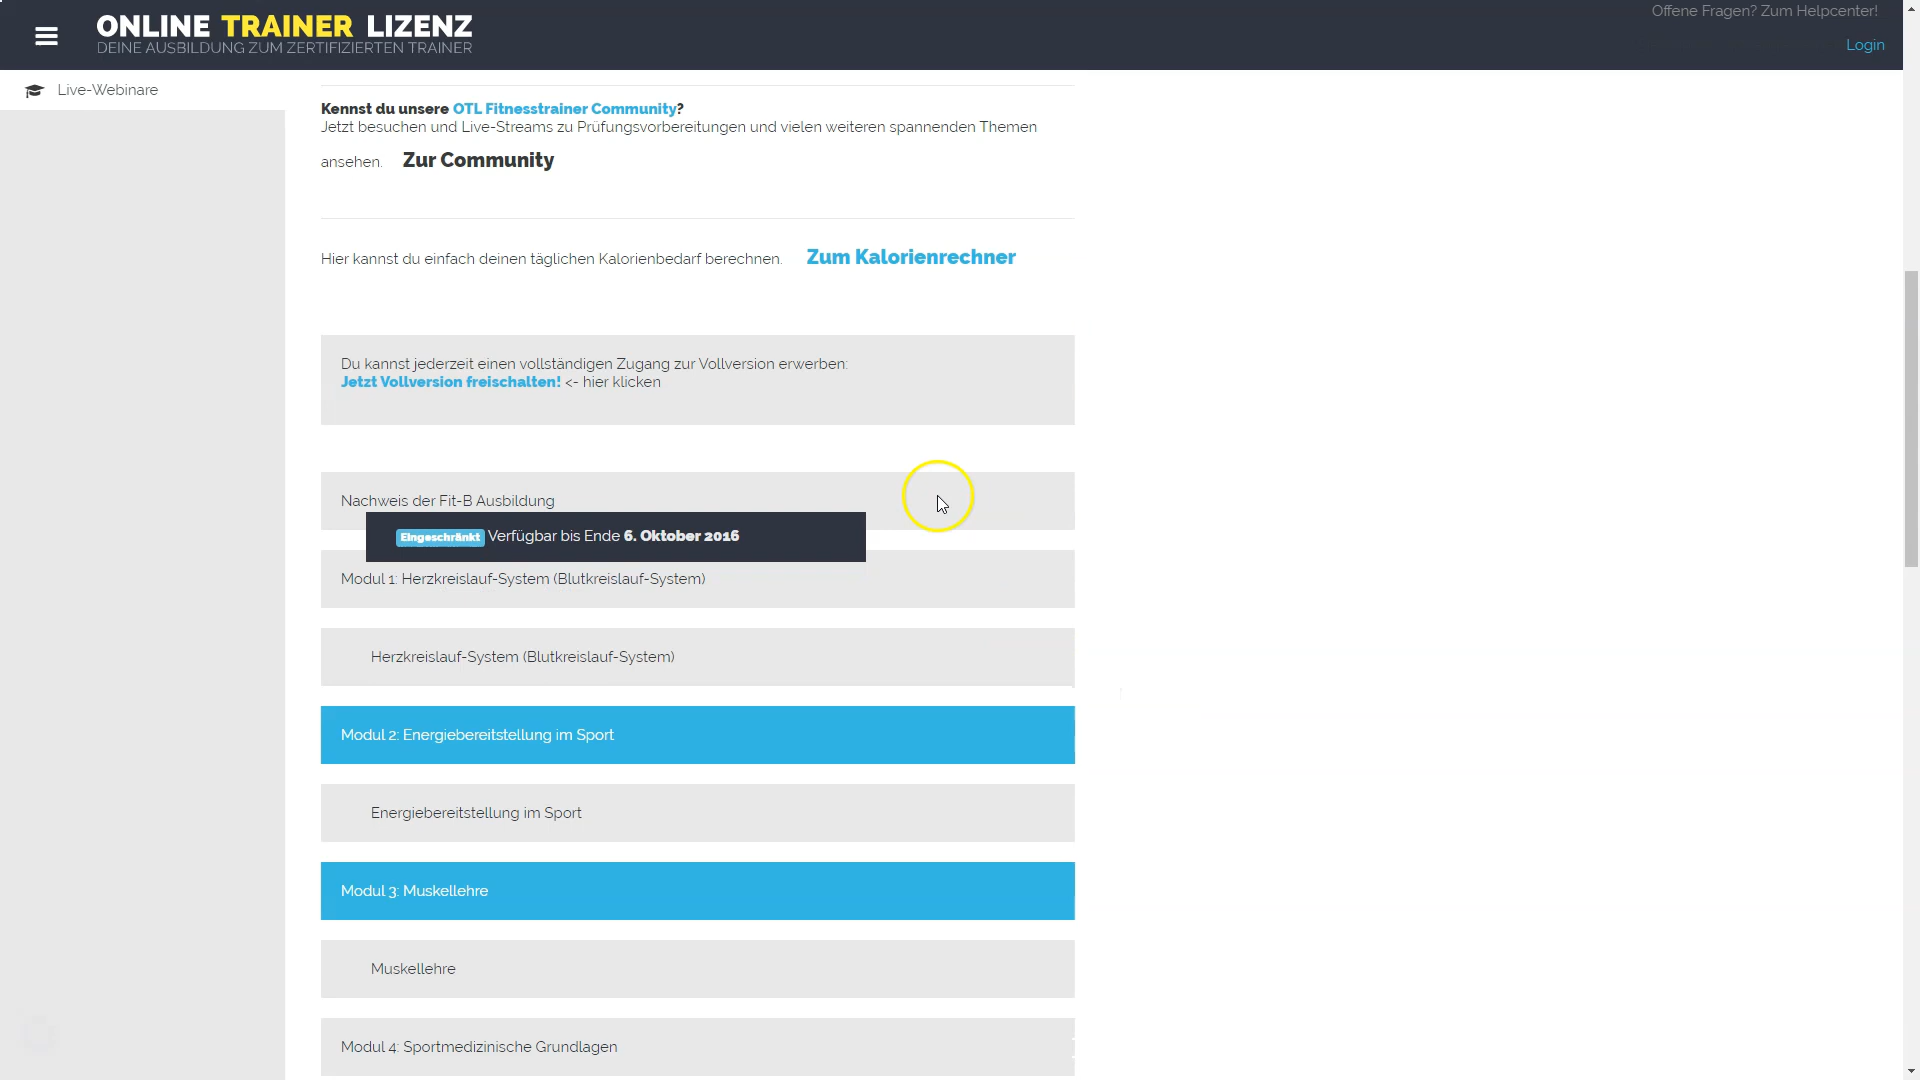 ONLINE TRAINER LIZENZ
DEINE AUSBILDUNG ZUM ZERTIFIZIERTEN TRAINER
Offene Fragen? Zum Helpcenter!
Login
Live-Webinare
Kennst du unsere OTL Fitnesstrainer Community?
Jetzt besuchen und Live-Streams zu Prüfungsvorbereitungen und vielen weiteren spannenden Themen
ansehen. Zur Community
Hier kannst du einfach deinen täglichen Kalorienbedarf berechnen. Zum Kalorienrechner
Du kannst jederzeit einen vollständigen Zugang zur Vollversion erwerben:
Jetzt Vollversion freischalten! <- hier klicken
Nachweis der Fit-B Ausbildung
Eingeschränkt Verfügbar bis Ende 6. Oktober 2016
Modul 1: Herzkreislauf-System (Blutkreislauf-System)
Herzkreislauf-System (Blutkreislauf-System)
Modul 2: Energiebereitstellung im Sport
Energiebereitstellung im Sport
Modul 3: Muskellehre
Muskellehre
Modul 4: Sportmedizinische Grundlagen